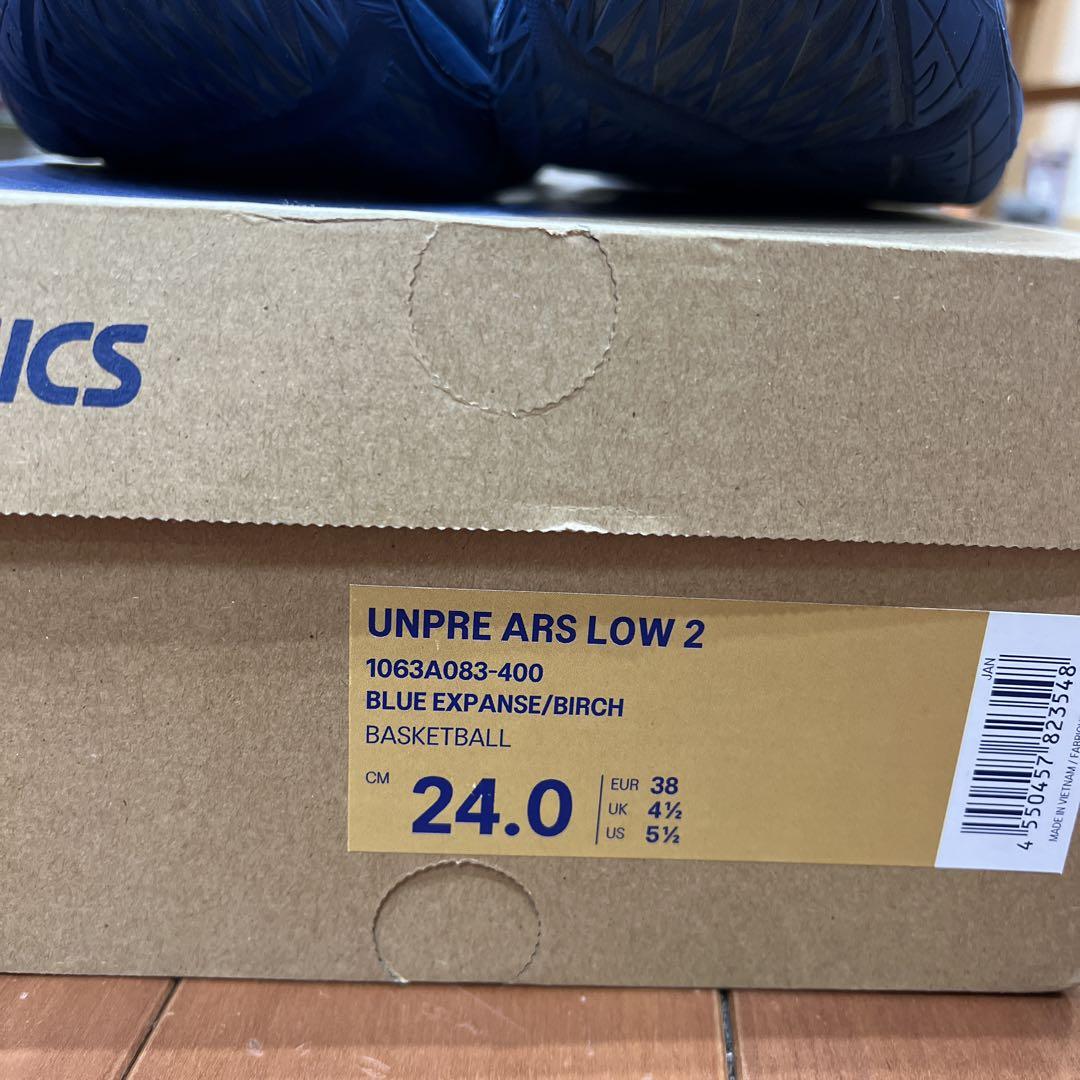 ICS
UNPRE ARS LOW 2
1063A083-400
BLUE EXPANSE/BIRCH
BASKETBALL
CM 24.0
EUR 38
UK 4½
US 5½
JAN
4 550457 823548
MADE IN VIETNAM /